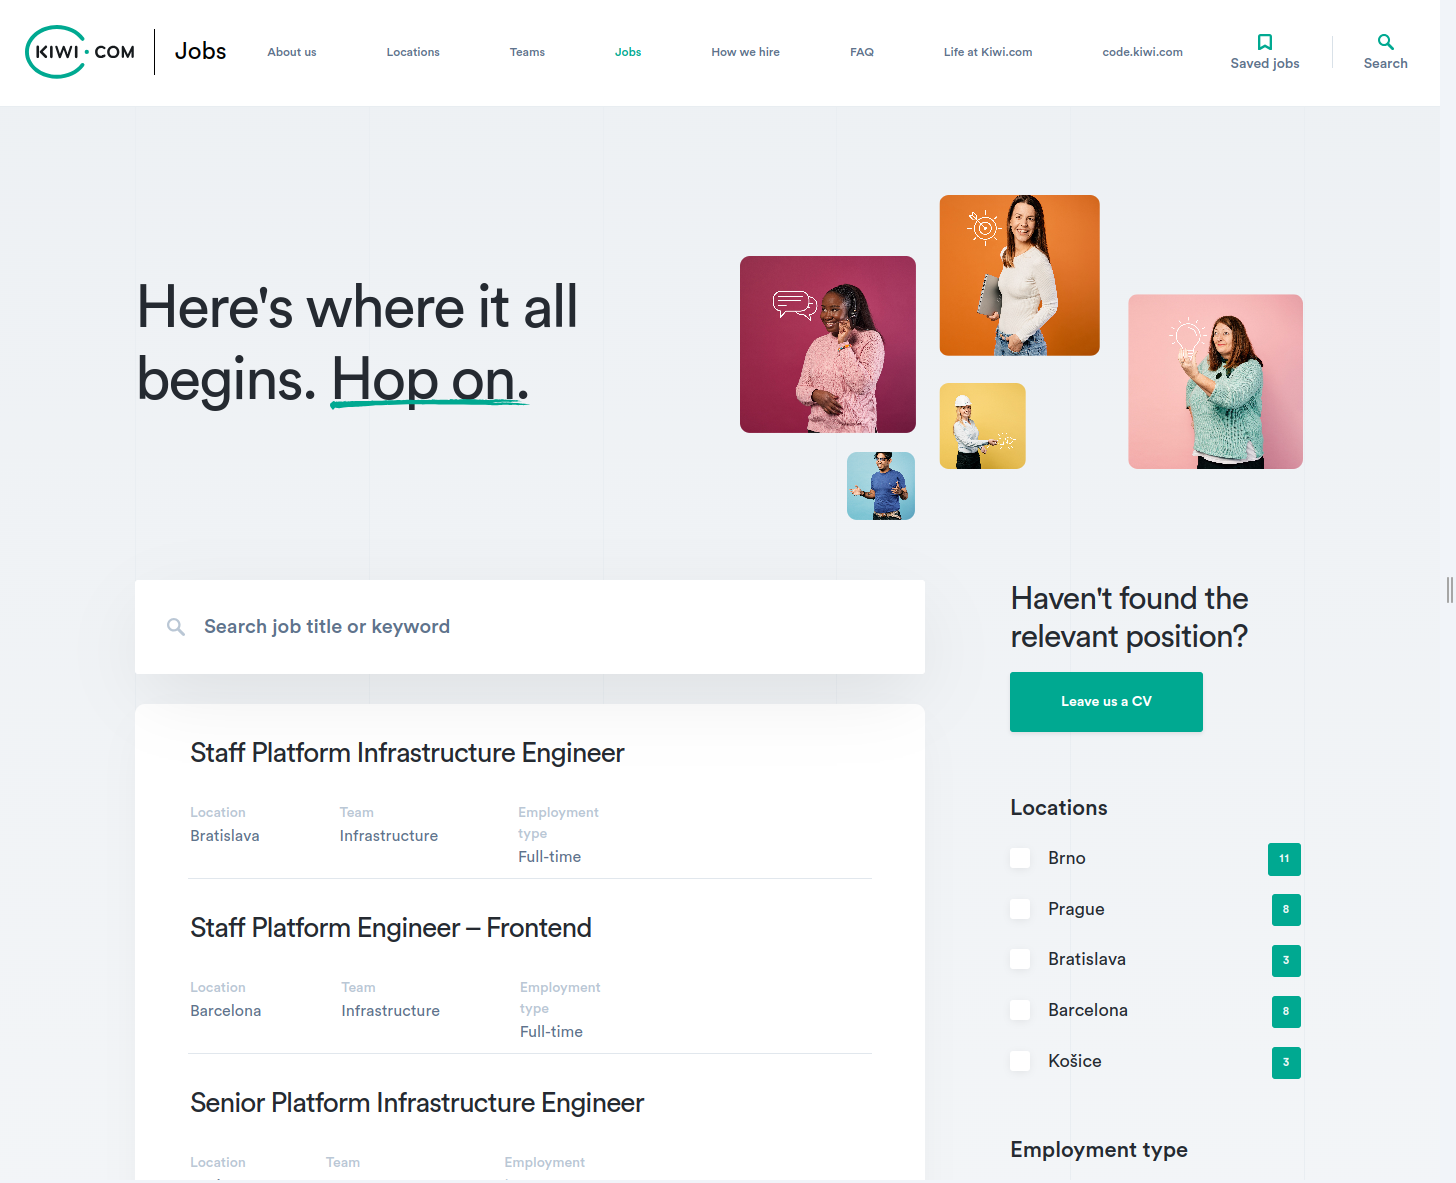 KIWI.COM Jobs
About us
Locations
Teams
Jobs
How we hire
FAQ
Life at Kiwi.com
code.kiwi.com
Saved jobs
Search
Here's where it all
begins. Hop on.
Search job title or keyword
Staff Platform Infrastructure Engineer
Location
Bratislava
Team
Infrastructure
Employment
type
Full-time
Staff Platform Engineer – Frontend
Location
Barcelona
Team
Infrastructure
Employment
type
Full-time
Senior Platform Infrastructure Engineer
Location
Team
Employment
Haven't found the
relevant position?
Leave us a CV
Locations
Brno 11
Prague 8
Bratislava 3
Barcelona 8
Košice 3
Employment type